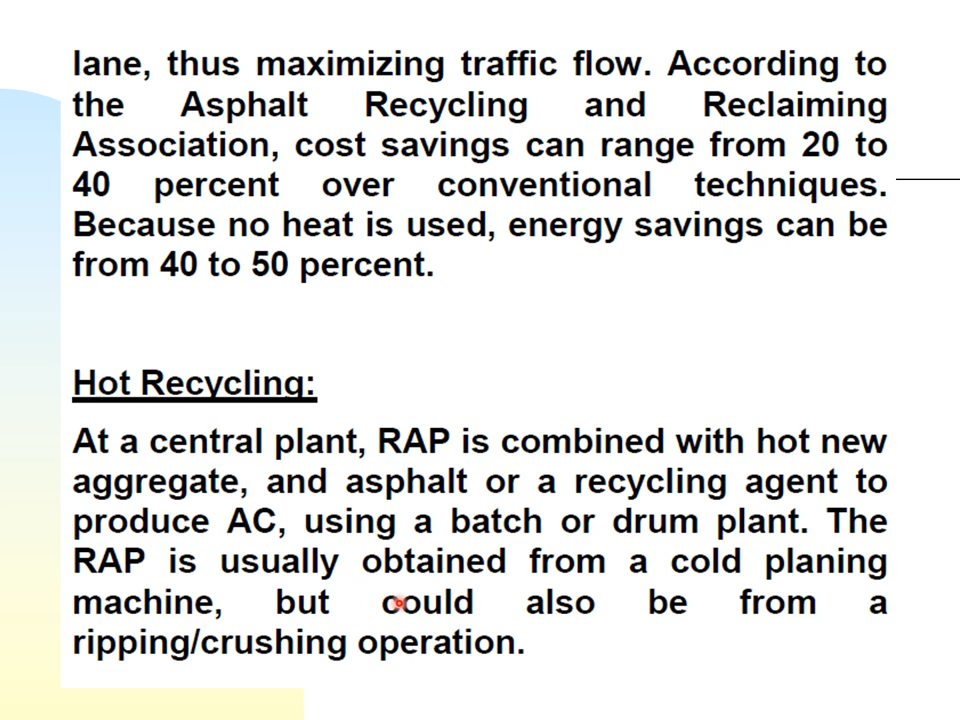 lane, thus maximizing traffic flow. According to
the Asphalt Recycling and Reclaiming
Association, cost savings can range from 20 to
40 percent over conventional techniques.
Because no heat is used, energy savings can be
from 40 to 50 percent.
Hot Recycling:
At a central plant, RAP is combined with hot new
aggregate, and asphalt or a recycling agent to
produce AC, using a batch or drum plant. The
RAP is usually obtained from a cold planing
machine, but could also be from a
ripping/crushing operation.